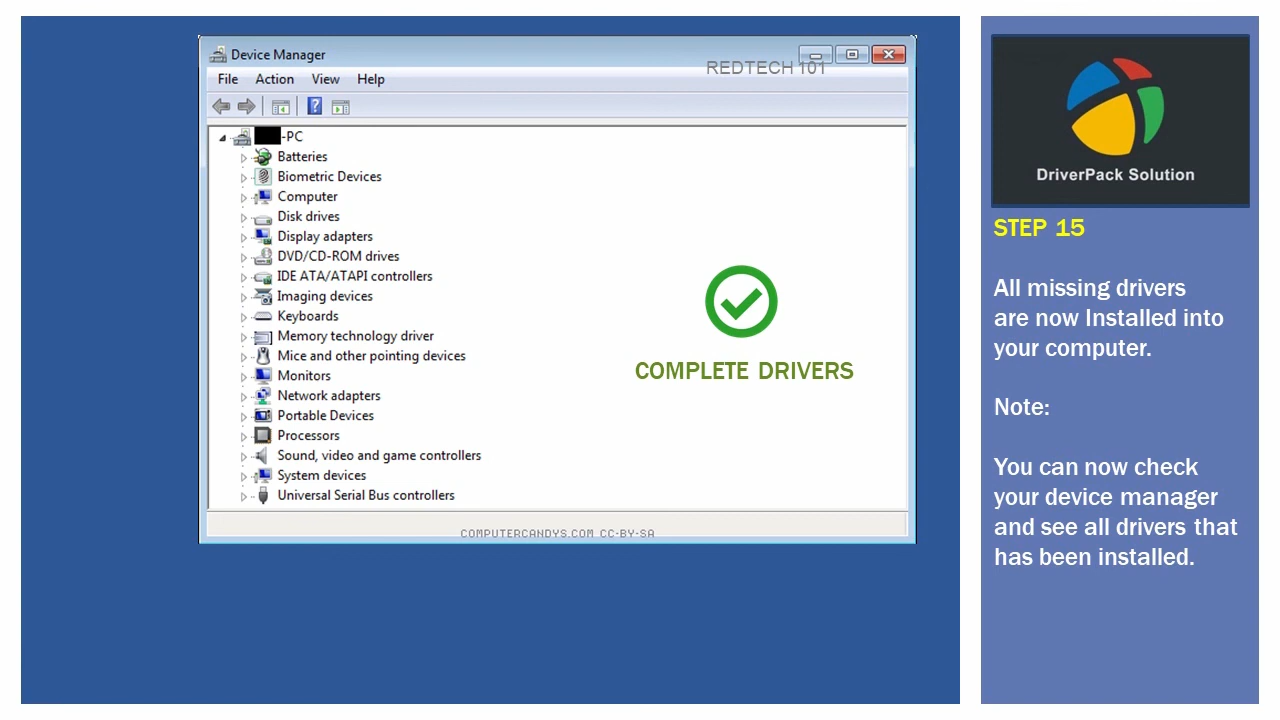 Device Manager
REDTECH 101
File Action View Help
-PC
Batteries
Biometric Devices
Computer
Disk drives
Display adapters
DVD/CD-ROM drives
IDE ATA/ATAPI controllers
Imaging devices
Keyboards
Memory technology driver
Mice and other pointing devices
Monitors
Network adapters
Portable Devices
Processors
Sound, video and game controllers
System devices
Universal Serial Bus controllers
COMPLETE DRIVERS
COMPUTERCANDYS.COM CC-BY-SA
DriverPack Solution
STEP 15
All missing drivers
are now Installed into
your computer.
Note:
You can now check
your device manager
and see all drivers that
has been installed.